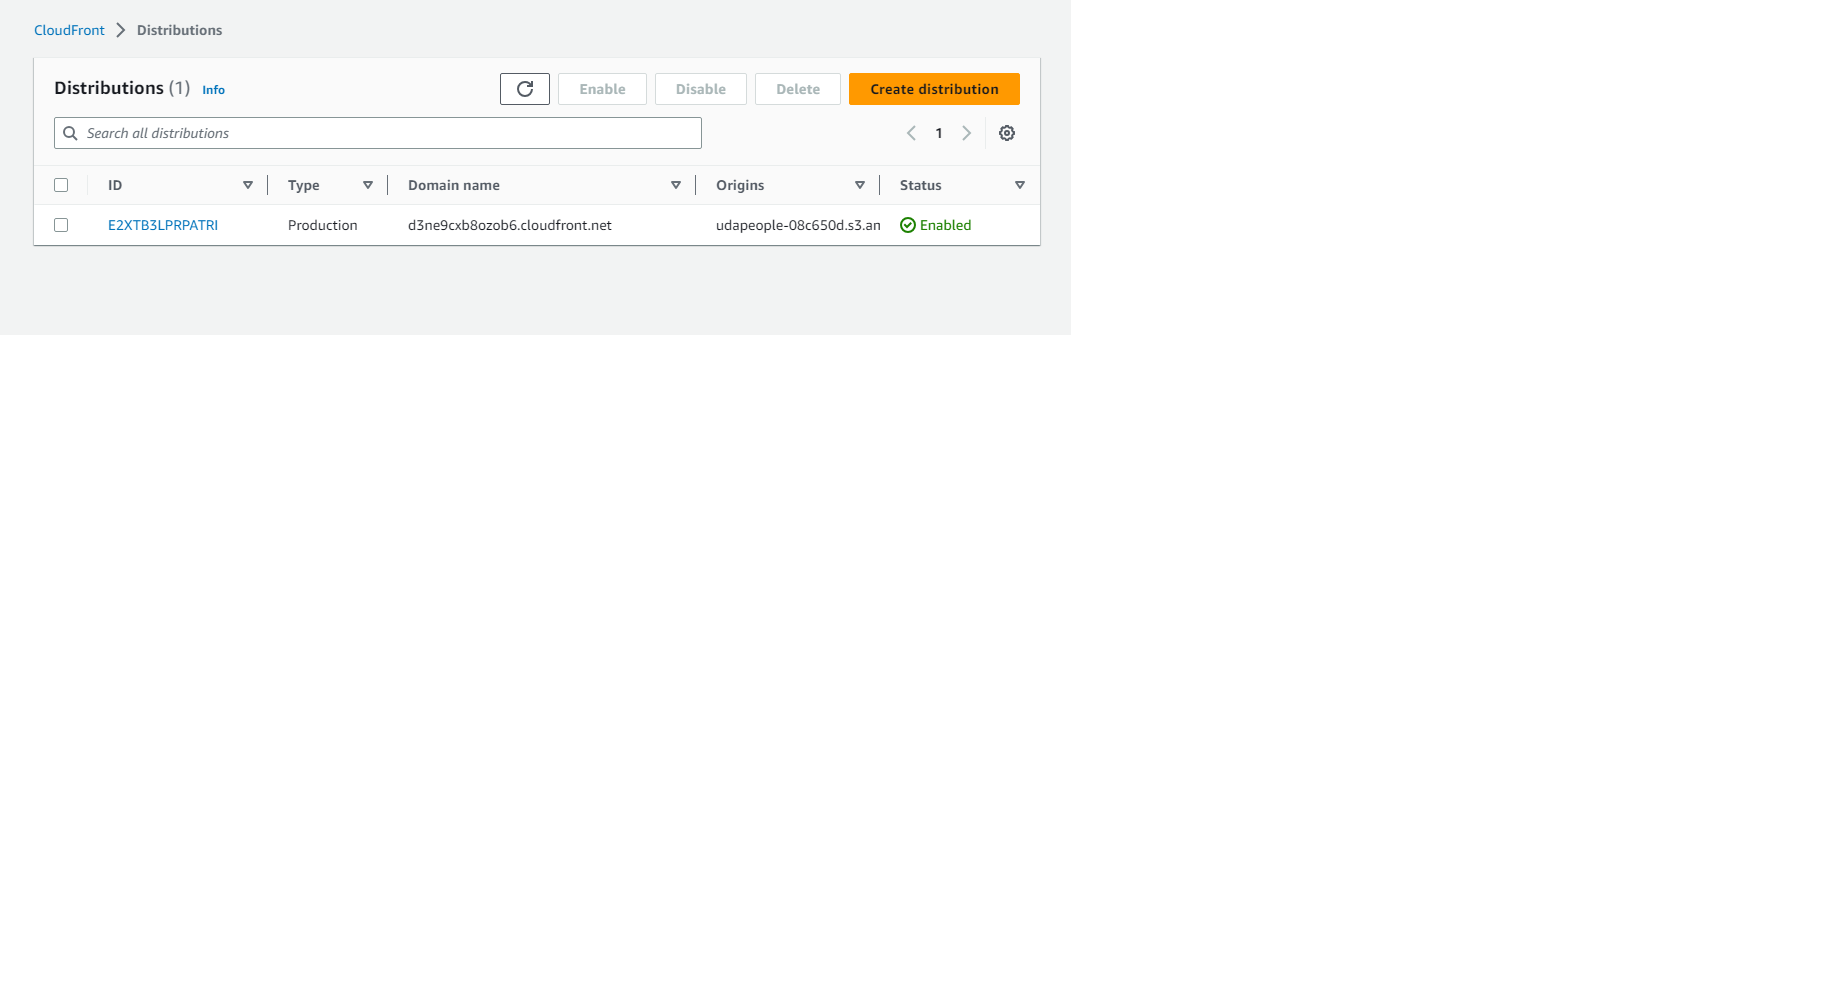 CloudFront Distributions
Distributions (1) Info Enable Disable Delete Create distribution
Search all distributions 1
ID Type Domain name Origins Status
E2XTB3LPRPATRI Production d3ne9cxb8ozob6.cloudfront.net udapeople-08c650d.s3.an Enabled